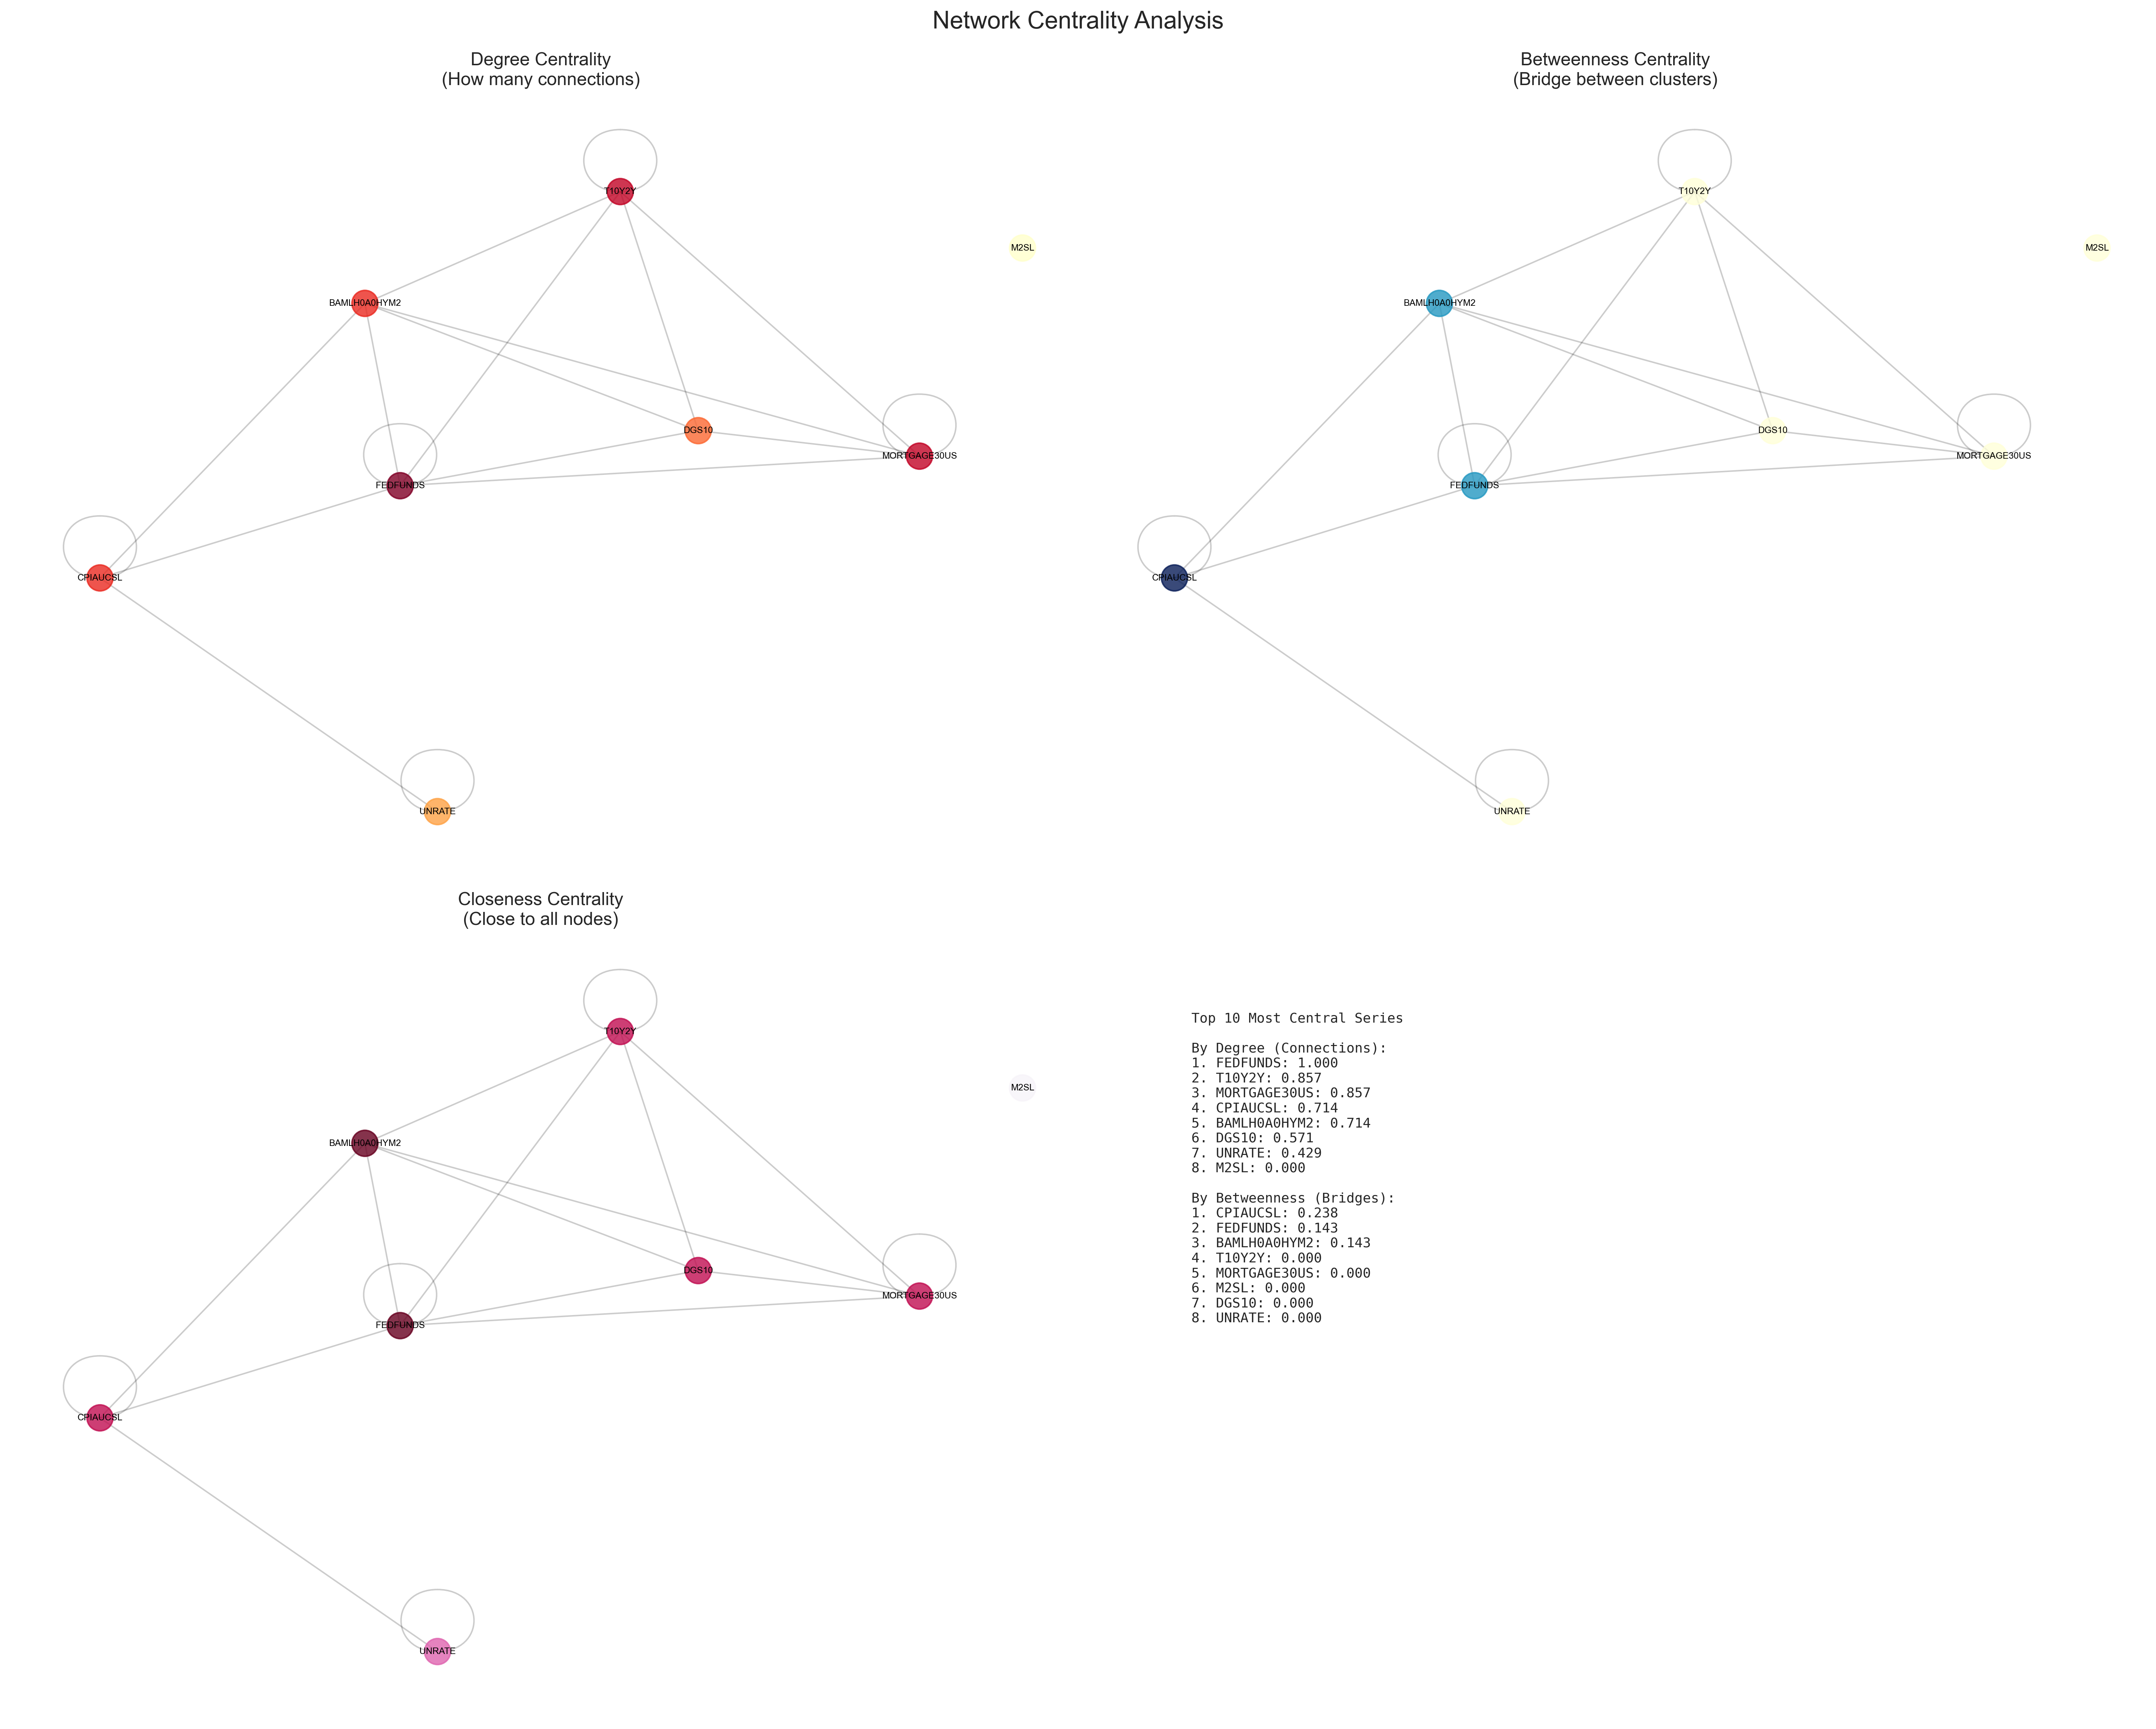 Network Centrality Analysis
Degree Centrality
(How many connections)
T10Y2Y
M2SL
BAMLH0A0HYM2
DGS10
MORTGAGE30US
FEDFUNDS
CPIAUCSL
UNRATE
Betweenness Centrality
(Bridge between clusters)
T10Y2Y
M2SL
BAMLH0A0HYM2
DGS10
MORTGAGE30US
FEDFUNDS
CPIAUCSL
UNRATE
Closeness Centrality
(Close to all nodes)
T10Y2Y
M2SL
BAMLH0A0HYM2
DGS10
MORTGAGE30US
FEDFUNDS
CPIAUCSL
UNRATE
Top 10 Most Central Series
By Degree (Connections):
1. FEDFUNDS: 1.000
2. T10Y2Y: 0.857
3. MORTGAGE30US: 0.857
4. CPIAUCSL: 0.714
5. BAMLH0A0HYM2: 0.714
6. DGS10: 0.571
7. UNRATE: 0.429
8. M2SL: 0.000
By Betweenness (Bridges):
1. CPIAUCSL: 0.238
2. FEDFUNDS: 0.143
3. BAMLH0A0HYM2: 0.143
4. T10Y2Y: 0.000
5. MORTGAGE30US: 0.000
6. M2SL: 0.000
7. DGS10: 0.000
8. UNRATE: 0.000